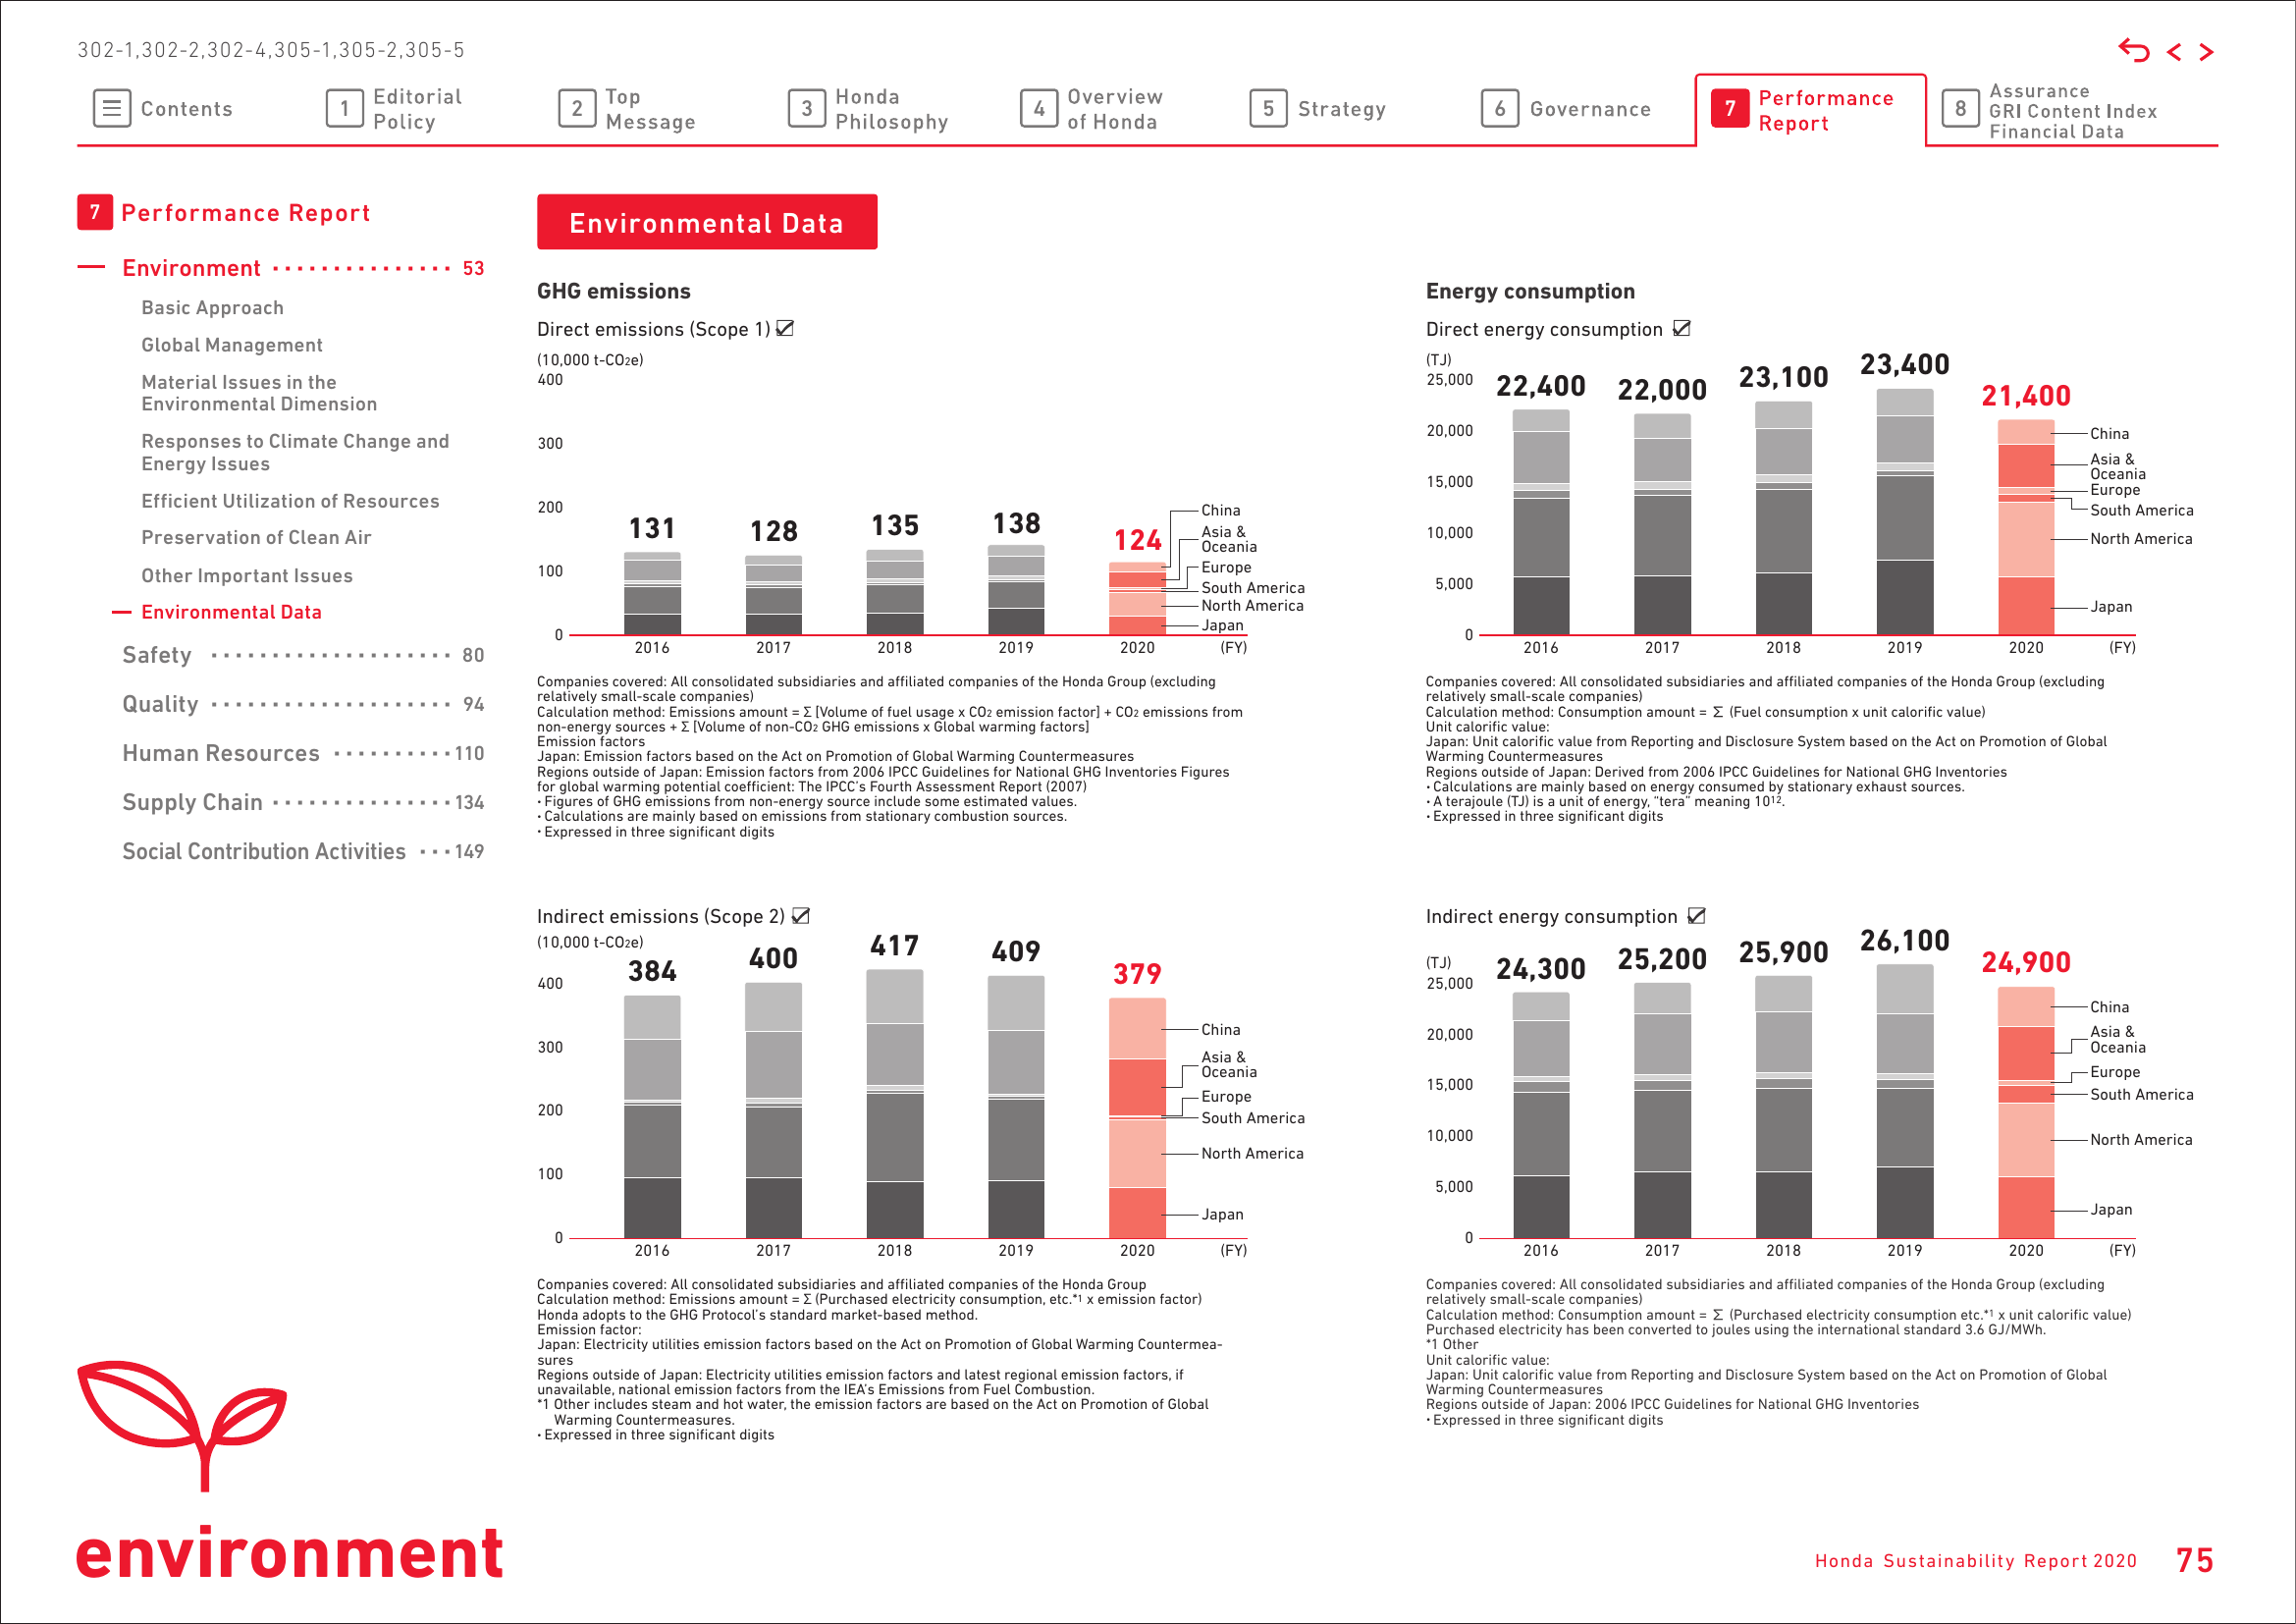 302-1,302-2,302-4,305-1,305-2,305-5
Contents
1 Editorial
Policy
2 Top
Message
3 Honda
Philosophy
4 Overview
of Honda
5 Strategy
6 Governance
7 Performance
Report
8 Assurance
GRI Content Index
Financial Data
7 Performance Report
Environment ··············· 53
Basic Approach
Global Management
Material Issues in the
Environmental Dimension
Responses to Climate Change and
Energy Issues
Efficient Utilization of Resources
Preservation of Clean Air
Other Important Issues
Environmental Data
Safety ···················· 80
Quality ···················· 94
Human Resources ··········110
Supply Chain ···············134
Social Contribution Activities ···149
environment
Environmental Data
GHG emissions
Direct emissions (Scope 1)
(10,000 t-CO2e)
400
300
200
100
0
131
128
135
138
124
China
Asia &
Oceania
Europe
South America
North America
Japan
2016 2017 2018 2019 2020 (FY)
Companies covered: All consolidated subsidiaries and affiliated companies of the Honda Group (excluding
relatively small-scale companies)
Calculation method: Emissions amount = Σ [Volume of fuel usage x CO2 emission factor] + CO2 emissions from
non-energy sources + Σ [Volume of non-CO2 GHG emissions x Global warming factors]
Emission factors
Japan: Emission factors based on the Act on Promotion of Global Warming Countermeasures
Regions outside of Japan: Emission factors from 2006 IPCC Guidelines for National GHG Inventories Figures
for global warming potential coefficient: The IPCC's Fourth Assessment Report (2007)
· Figures of GHG emissions from non-energy source include some estimated values.
· Calculations are mainly based on emissions from stationary combustion sources.
· Expressed in three significant digits
Energy consumption
Direct energy consumption
(TJ)
25,000
20,000
15,000
10,000
5,000
0
22,400
22,000
23,100
23,400
21,400
China
Asia &
Oceania
Europe
South America
North America
Japan
2016 2017 2018 2019 2020 (FY)
Companies covered: All consolidated subsidiaries and affiliated companies of the Honda Group (excluding
relatively small-scale companies)
Calculation method: Consumption amount = Σ (Fuel consumption x unit calorific value)
Unit calorific value:
Japan: Unit calorific value from Reporting and Disclosure System based on the Act on Promotion of Global
Warming Countermeasures
Regions outside of Japan: Derived from 2006 IPCC Guidelines for National GHG Inventories
· Calculations are mainly based on energy consumed by stationary exhaust sources.
· A terajoule (TJ) is a unit of energy, "tera" meaning 10¹².
· Expressed in three significant digits
Indirect emissions (Scope 2)
(10,000 t-CO2e)
400
300
200
100
0
384
400
417
409
379
China
Asia &
Oceania
Europe
South America
North America
Japan
2016 2017 2018 2019 2020 (FY)
Companies covered: All consolidated subsidiaries and affiliated companies of the Honda Group
Calculation method: Emissions amount = Σ (Purchased electricity consumption, etc.*1 x emission factor)
Honda adopts to the GHG Protocol's standard market-based method.
Emission factor:
Japan: Electricity utilities emission factors based on the Act on Promotion of Global Warming Countermea-
sures
Regions outside of Japan: Electricity utilities emission factors and latest regional emission factors, if
unavailable, national emission factors from the IEA's Emissions from Fuel Combustion.
*1 Other includes steam and hot water, the emission factors are based on the Act on Promotion of Global
Warming Countermeasures.
· Expressed in three significant digits
Indirect energy consumption
(TJ)
25,000
20,000
15,000
10,000
5,000
0
24,300
25,200
25,900
26,100
24,900
China
Asia &
Oceania
Europe
South America
North America
Japan
2016 2017 2018 2019 2020 (FY)
Companies covered: All consolidated subsidiaries and affiliated companies of the Honda Group (excluding
relatively small-scale companies)
Calculation method: Consumption amount = Σ (Purchased electricity consumption etc.*1 x unit calorific value)
Purchased electricity has been converted to joules using the international standard 3.6 GJ/MWh.
*1 Other
Unit calorific value:
Japan: Unit calorific value from Reporting and Disclosure System based on the Act on Promotion of Global
Warming Countermeasures
Regions outside of Japan: 2006 IPCC Guidelines for National GHG Inventories
· Expressed in three significant digits
Honda Sustainability Report 2020 75